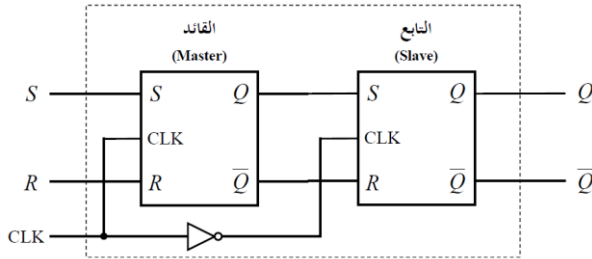 القائد التابع
(Master) (Slave)
S S Q S Q Q
CLK CLK
R R Q̅ R Q̅ Q̅
CLK